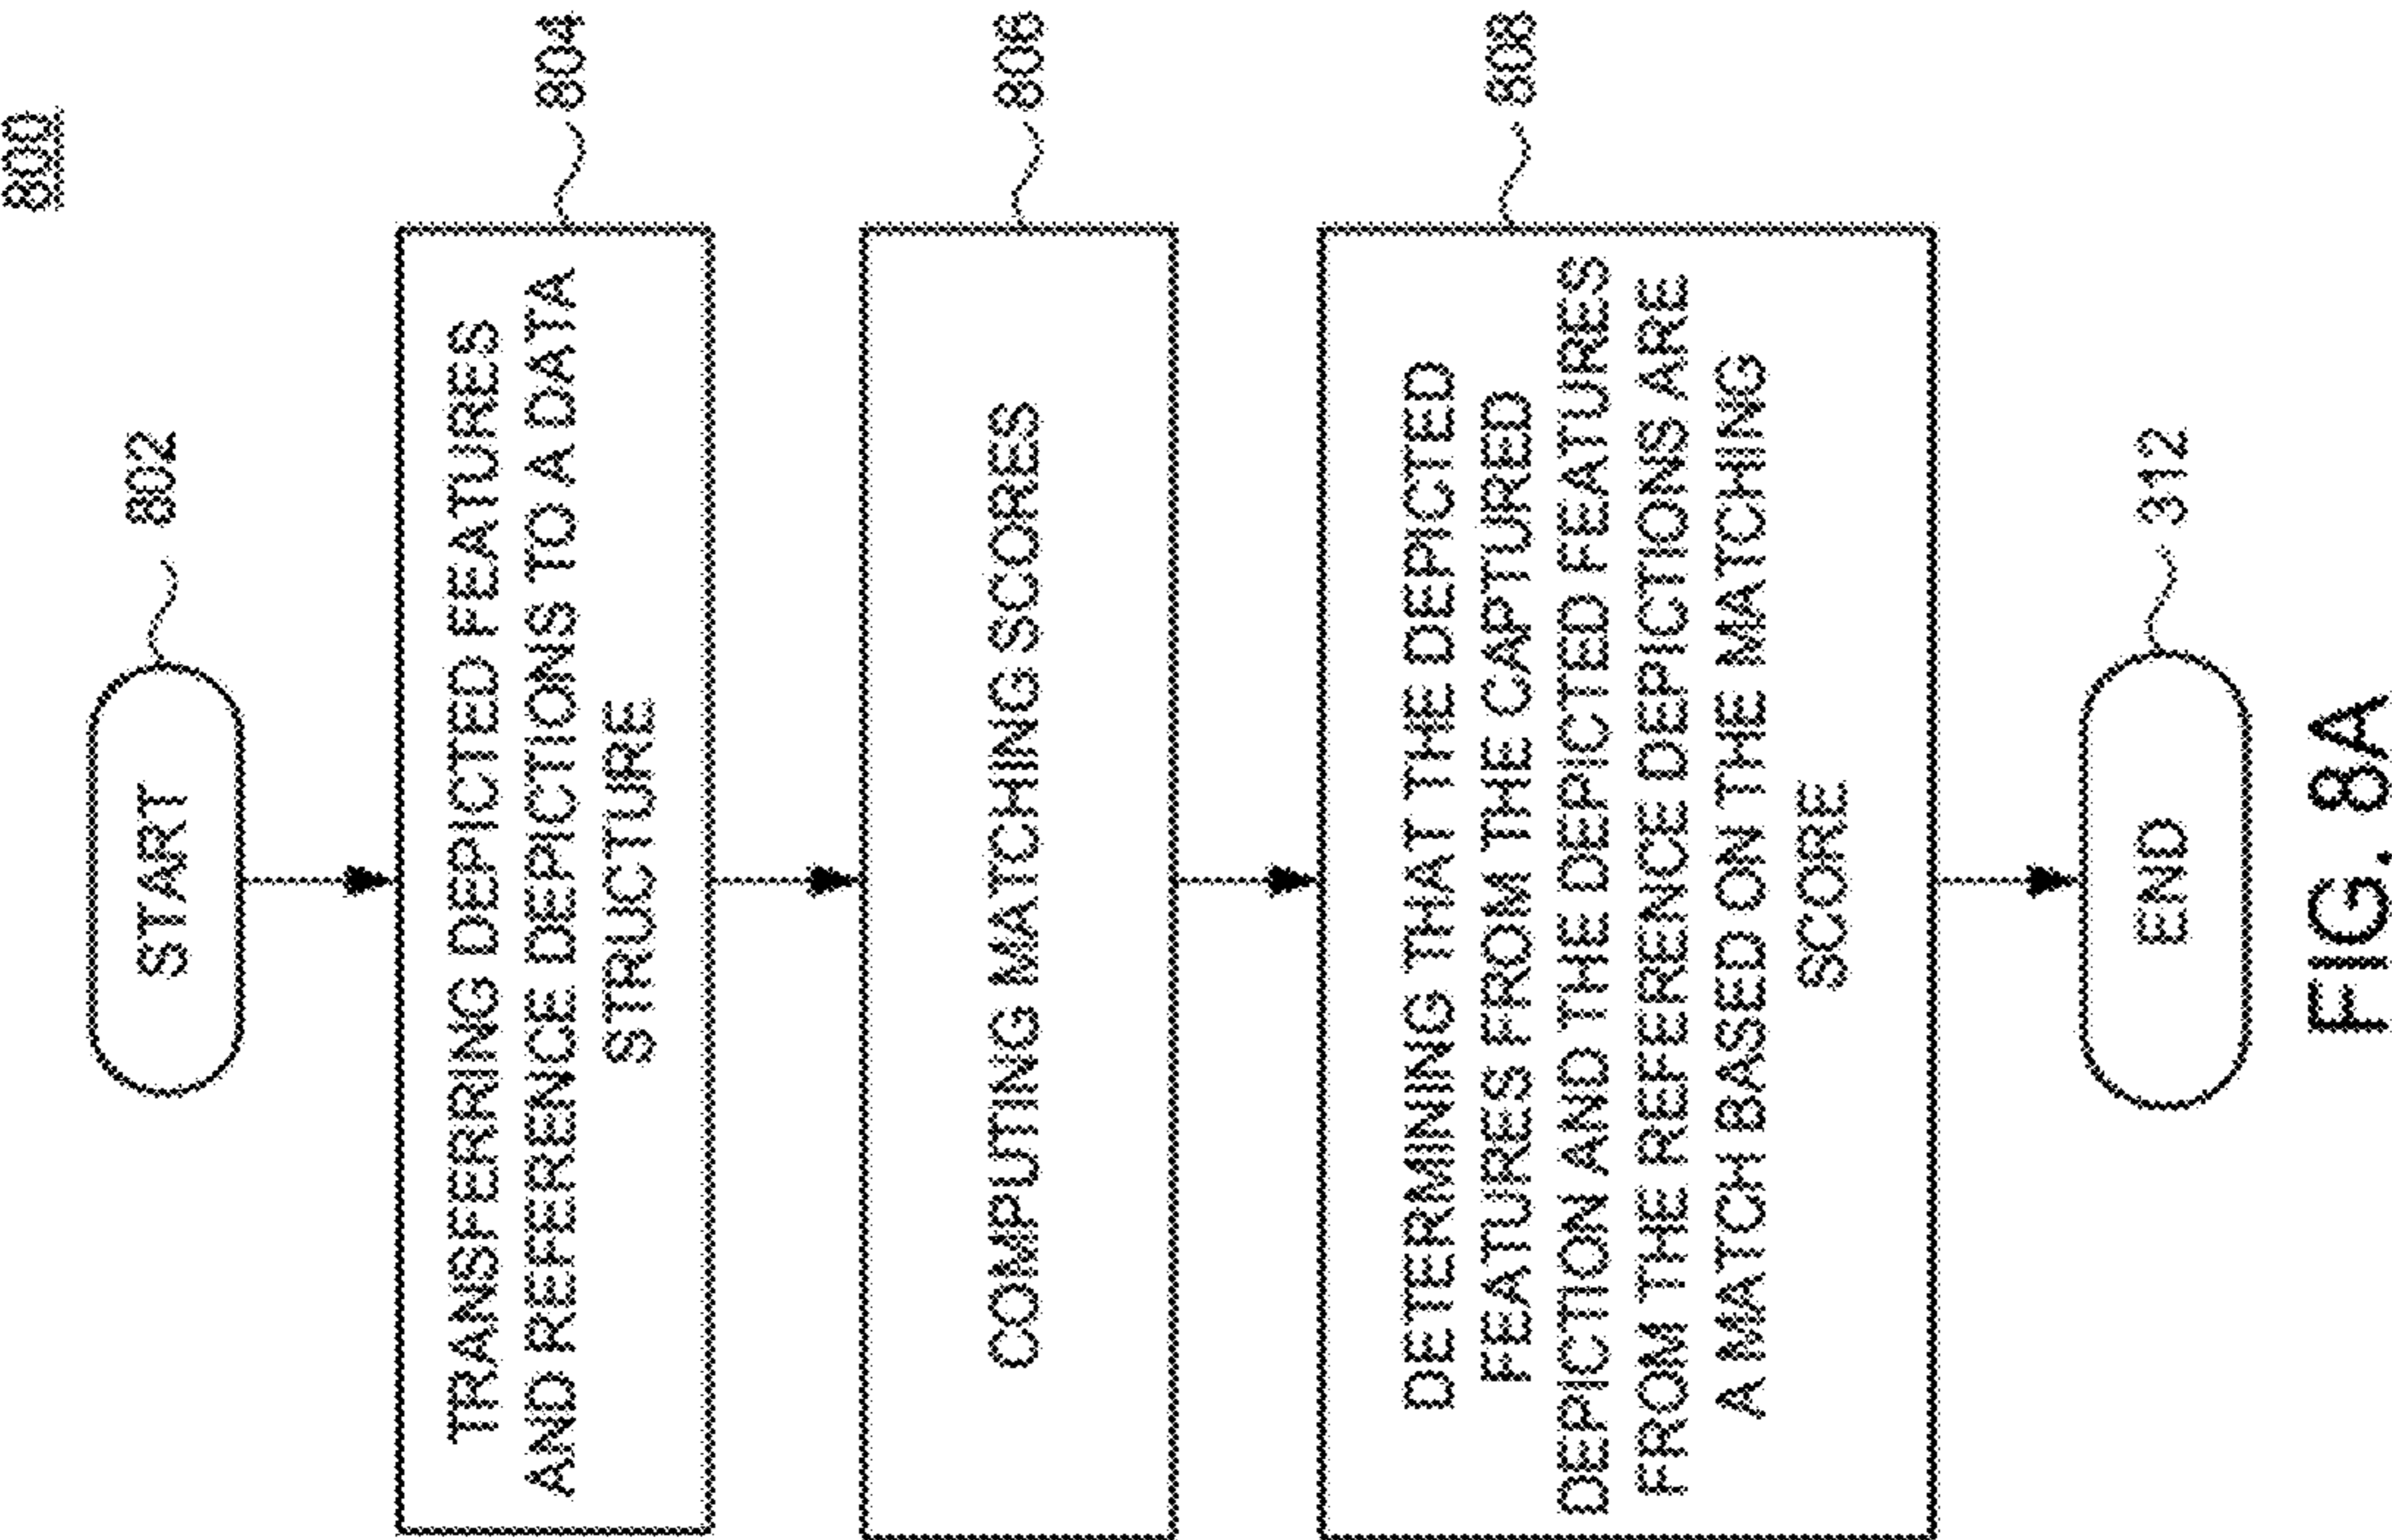 800
START
802
TRANSFERRING DEPICTED FEATURES
AND REFERENCE DEPICTIONS TO A DATA
STRUCTURE
804
COMPUTING MATCHING SCORES
806
DETERMINING THAT THE DEPICTED
FEATURES FROM THE CAPTURED
DEPICTION AND THE DEPICTED FEATURES
FROM THE REFERENCE DEPICTIONS ARE
A MATCH BASED ON THE MATCHING
SCORE
808
END
312
FIG. 8A